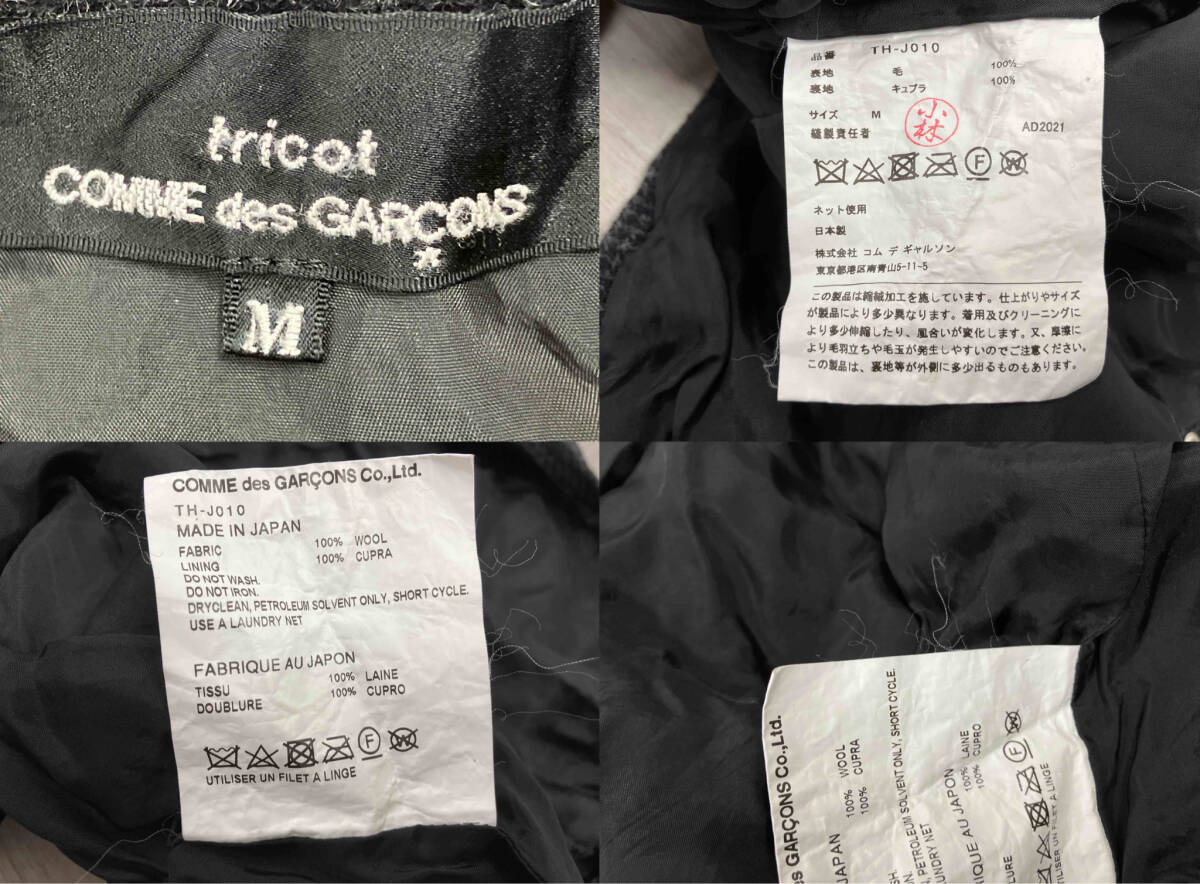 tricot
COMME des GARÇONS
M
品番 TH-J010
表地 毛 100%
裏地 キュプラ 100%
サイズ M
縫製責任者 小林 AD2021
F W
ネット使用
日本製
株式会社 コム デ ギャルソン
東京都港区南青山5-11-5
この製品は縮絨加工を施しています。仕上がりやサイズ
が製品により多少異なります。着用及びクリーニングに
より多少伸縮したり、風合いが変化します。又、摩擦に
より毛羽立ちや毛玉が発生しやすいのでご注意ください。
この製品は、裏地等が外側に多少出るものもあります。
COMME des GARÇONS Co.,Ltd.
TH-J010
MADE IN JAPAN
FABRIC 100% WOOL
LINING 100% CUPRA
DO NOT WASH.
DO NOT IRON.
DRYCLEAN, PETROLEUM SOLVENT ONLY, SHORT CYCLE.
USE A LAUNDRY NET
FABRIQUE AU JAPON
TISSU 100% LAINE
DOUBLURE 100% CUPRO
F W
UTILISER UN FILET A LINGE
des GARÇONS Co.,Ltd.
JAPAN
100% WOOL
100% CUPRA
SH.
N.
PETROLEUM SOLVENT ONLY, SHORT CYCLE.
LAUNDRY NET
IQUE AU JAPON
100% LAINE
100% CUPRO
LURE
F W
UTILISER UN FILET A LINGE